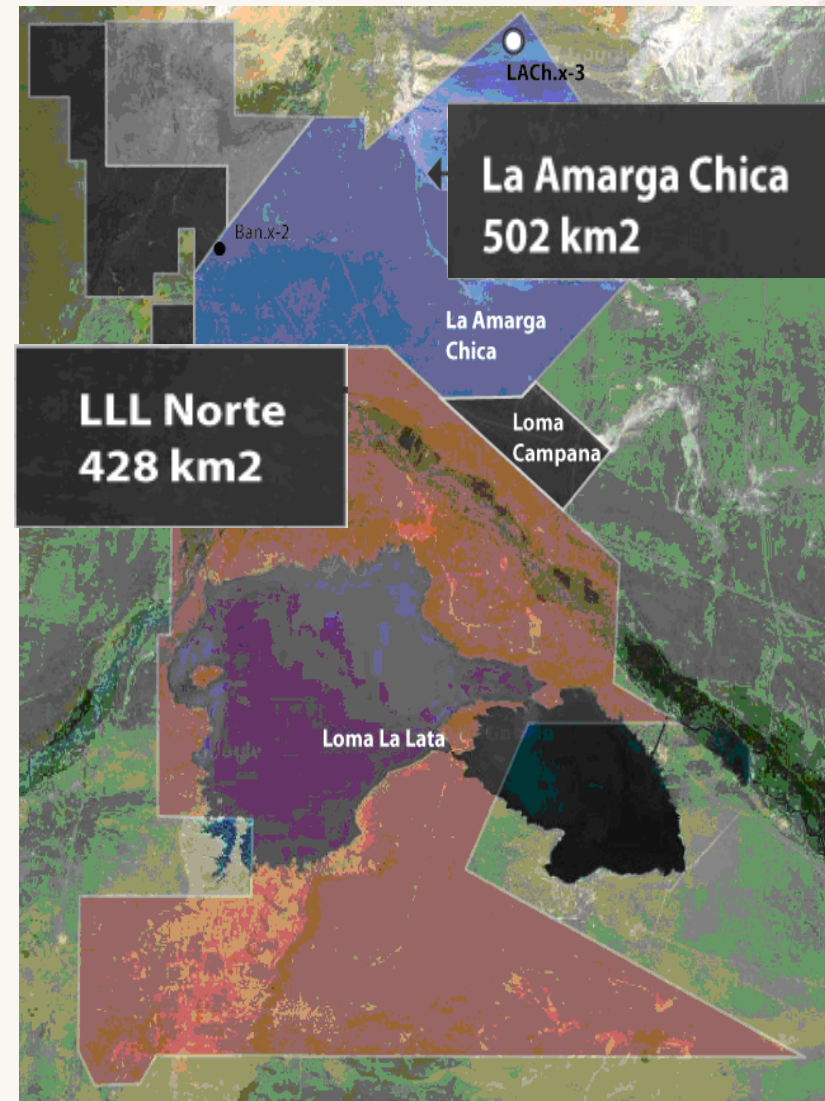 LACh.x-3
La Amarga Chica
502 km2
Ban.x-2
La Amarga
Chica
LLL Norte
428 km2
Loma
Campana
Loma La Lata